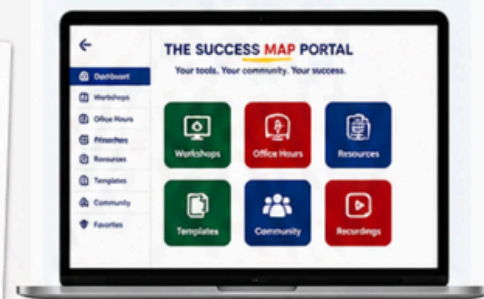 THE SUCCESS MAP PORTAL
Your tools. Your community. Your success.
Dashboard
Workshops
Office Hours
Resources
Templates
Community
Favorites
Workshops
Office Hours
Resources
Templates
Community
Recordings